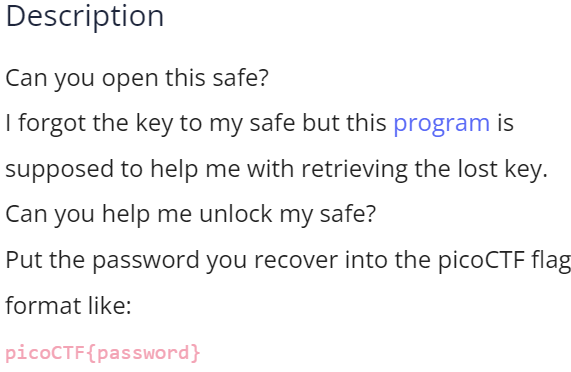 Description
Can you open this safe?
I forgot the key to my safe but this program is
supposed to help me with retrieving the lost key.
Can you help me unlock my safe?
Put the password you recover into the picoCTF flag
format like:
picoCTF{password}